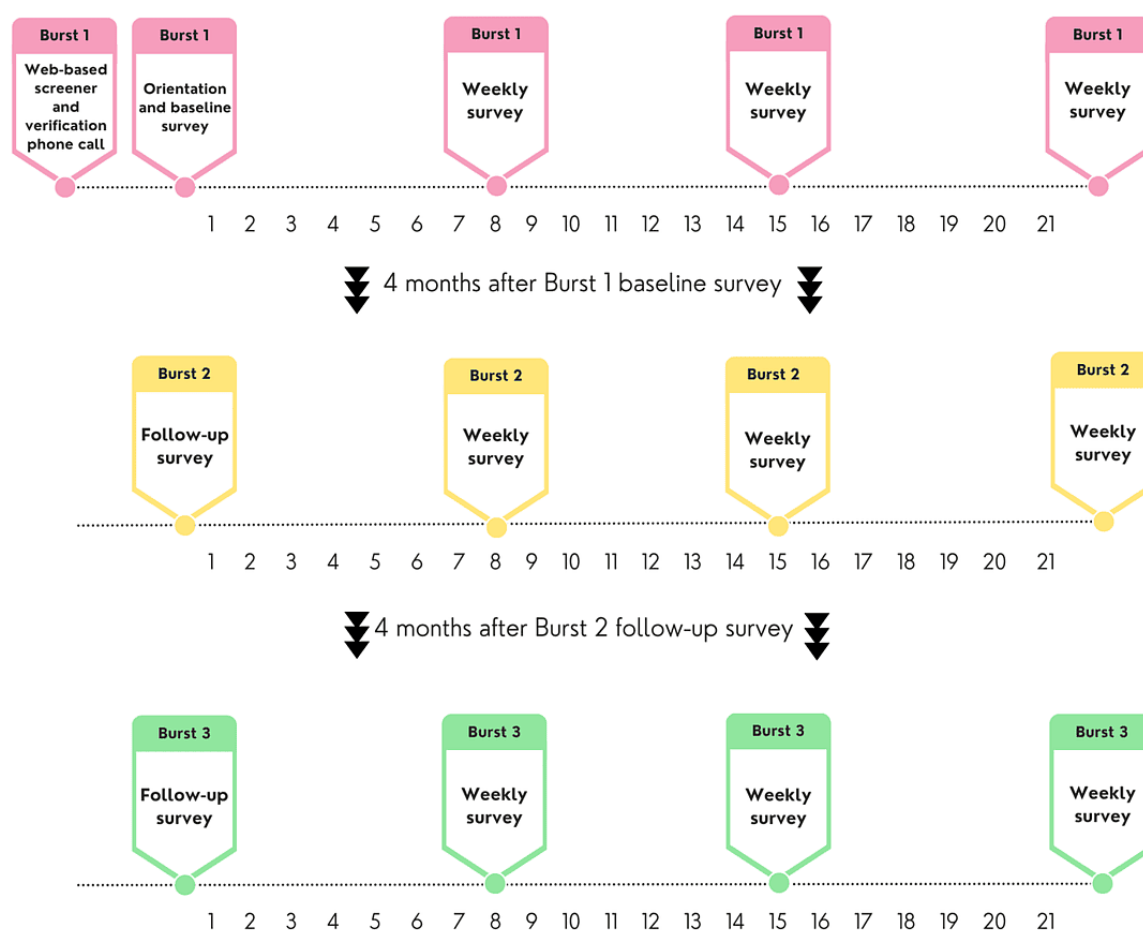 Burst 1
Web-based
screener
and
verification
phone call
Burst 1
Orientation
and baseline
survey
Burst 1
Weekly
survey
Burst 1
Weekly
survey
Burst 1
Weekly
survey
1 2 3 4 5 6 7 8 9 10 11 12 13 14 15 16 17 18 19 20 21
4 months after Burst 1 baseline survey
Burst 2
Follow-up
survey
Burst 2
Weekly
survey
Burst 2
Weekly
survey
Burst 2
Weekly
survey
1 2 3 4 5 6 7 8 9 10 11 12 13 14 15 16 17 18 19 20 21
4 months after Burst 2 follow-up survey
Burst 3
Follow-up
survey
Burst 3
Weekly
survey
Burst 3
Weekly
survey
Burst 3
Weekly
survey
1 2 3 4 5 6 7 8 9 10 11 12 13 14 15 16 17 18 19 20 21